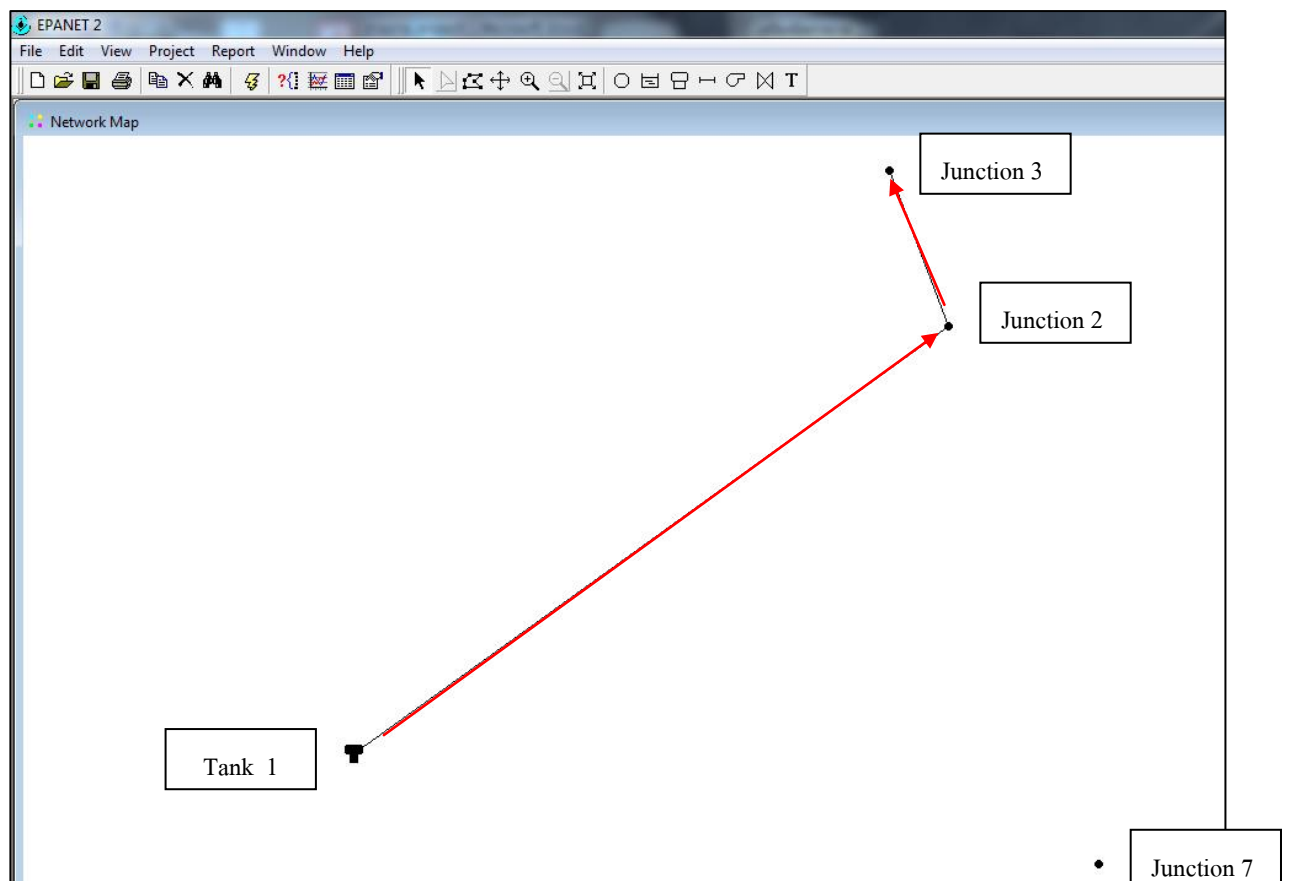 EPANET 2
File Edit View Project Report Window Help
T
Network Map
Junction 3
Junction 2
Tank 1
Junction 7